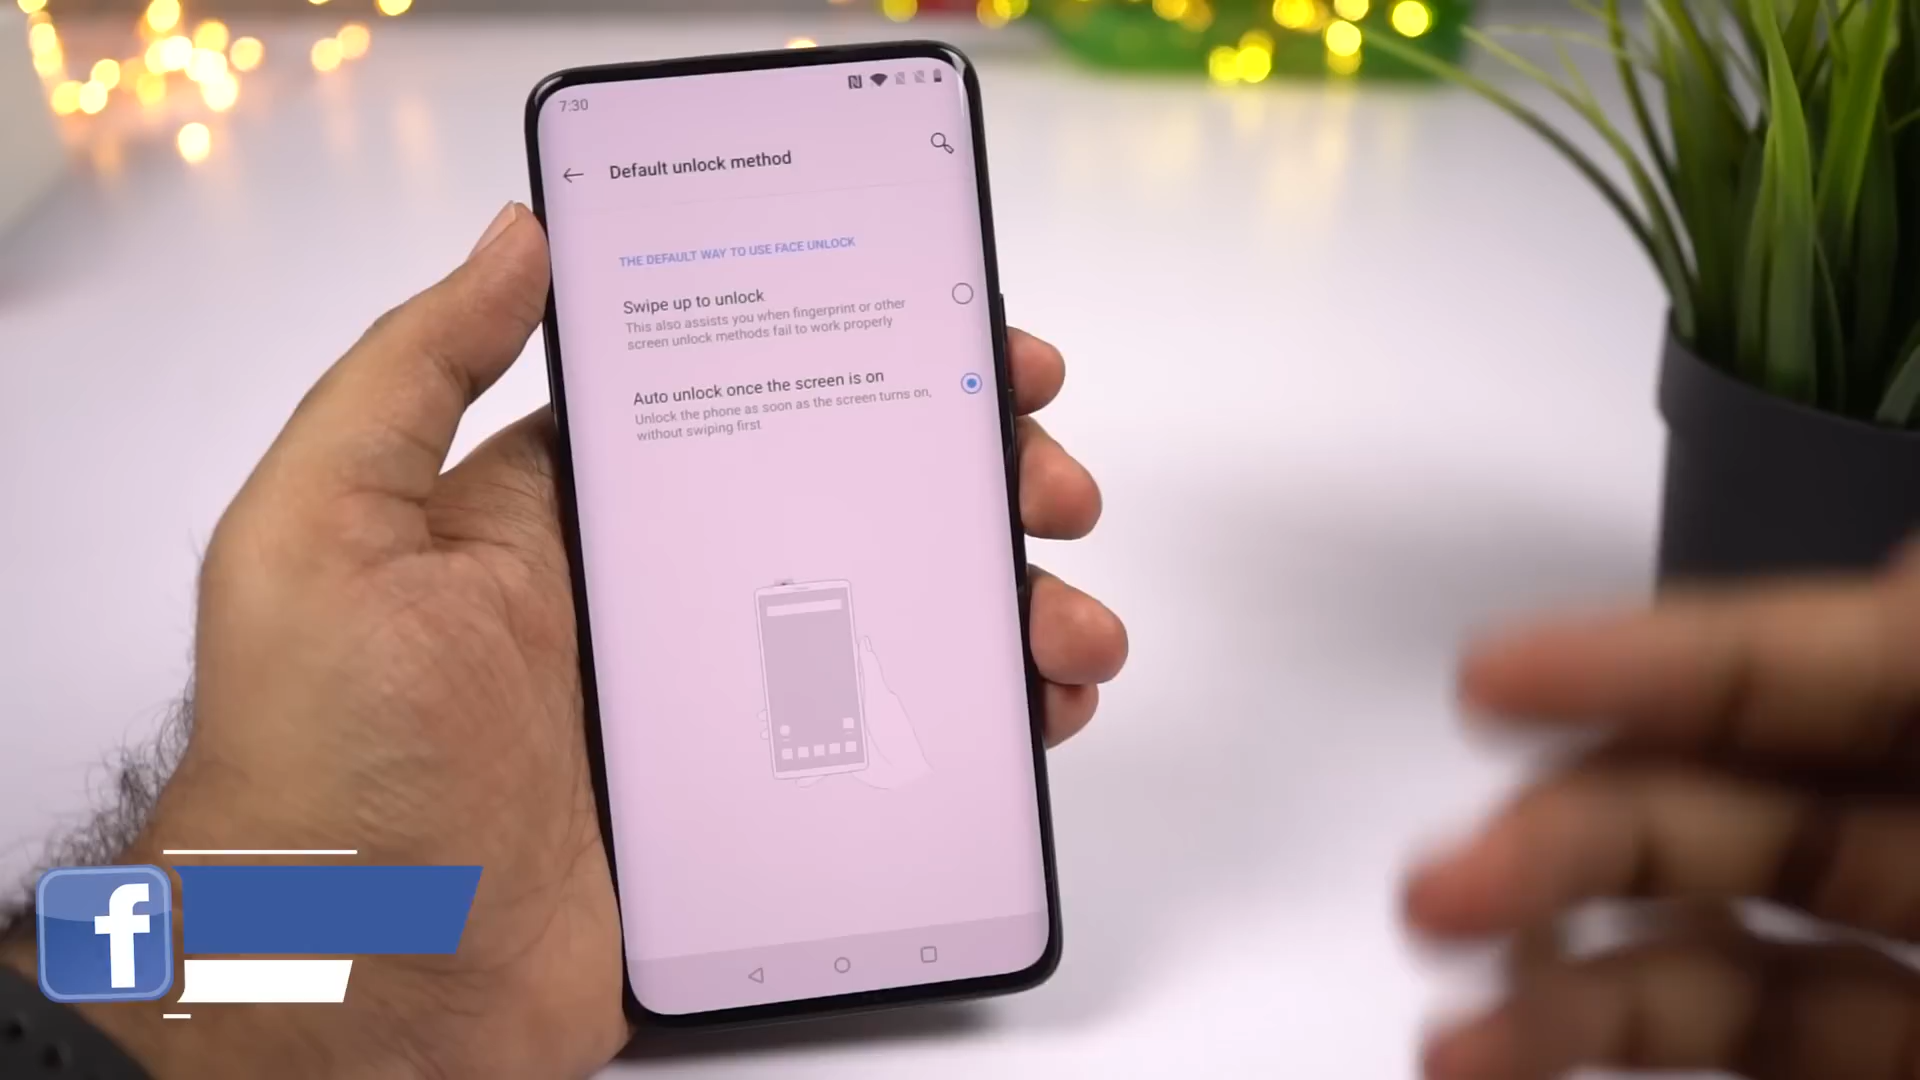 7:30
Default unlock method
THE DEFAULT WAY TO USE FACE UNLOCK
Swipe up to unlock
This also assists you when fingerprint or other
screen unlock methods fail to work properly
Auto unlock once the screen is on
Unlock the phone as soon as the screen turns on,
without swiping first
f